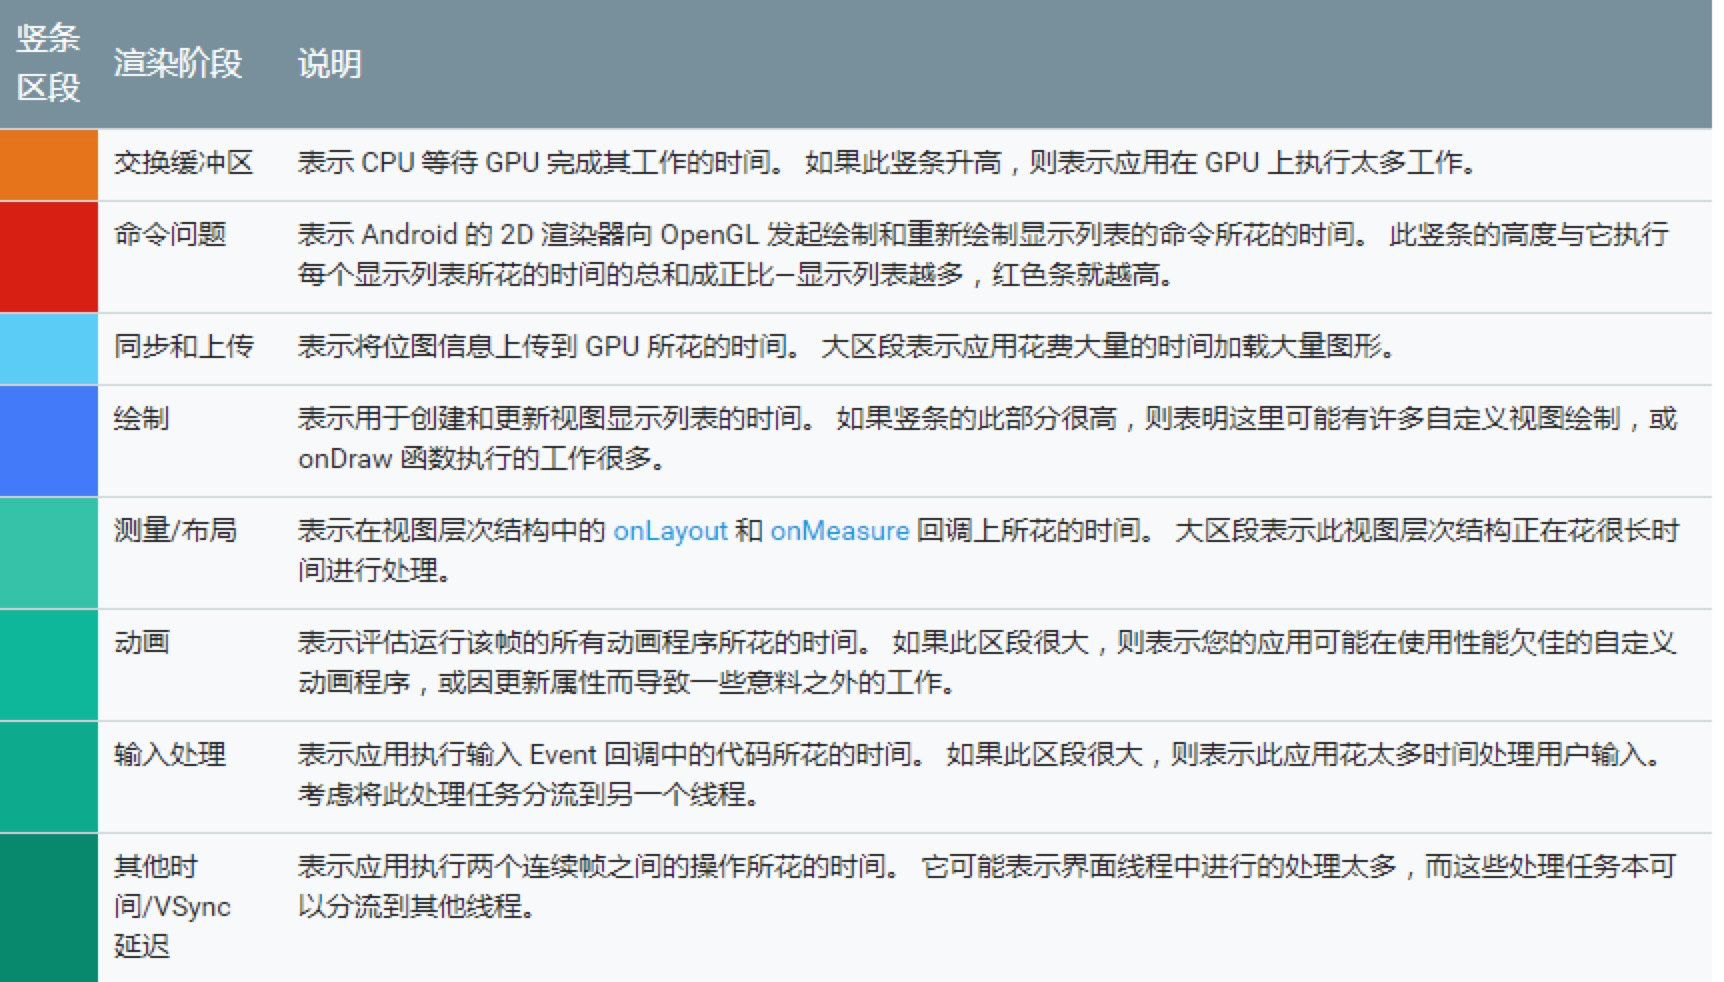 竖条
区段
渲染阶段
说明
交换缓冲区
表示 CPU 等待 GPU 完成其工作的时间。 如果此竖条升高，则表示应用在 GPU 上执行太多工作。
命令问题
表示 Android 的 2D 渲染器向 OpenGL 发起绘制和重新绘制显示列表的命令所花的时间。 此竖条的高度与它执行
每个显示列表所花的时间的总和成正比—显示列表越多，红色条就越高。
同步和上传
表示将位图信息上传到 GPU 所花的时间。 大区段表示应用花费大量的时间加载大量图形。
绘制
表示用于创建和更新视图显示列表的时间。 如果竖条的此部分很高，则表明这里可能有许多自定义视图绘制，或
onDraw 函数执行的工作很多。
测量/布局
表示在视图层次结构中的 onLayout 和 onMeasure 回调上所花的时间。 大区段表示此视图层次结构正在花很长时
间进行处理。
动画
表示评估运行该帧的所有动画程序所花的时间。 如果此区段很大，则表示您的应用可能在使用性能欠佳的自定义
动画程序，或因更新属性而导致一些意料之外的工作。
输入处理
表示应用执行输入 Event 回调中的代码所花的时间。 如果此区段很大，则表示此应用花太多时间处理用户输入。
考虑将此处理任务分流到另一个线程。
其他时
间/VSync
延迟
表示应用执行两个连续帧之间的操作所花的时间。 它可能表示界面线程中进行的处理太多，而这些处理任务本可
以分流到其他线程。